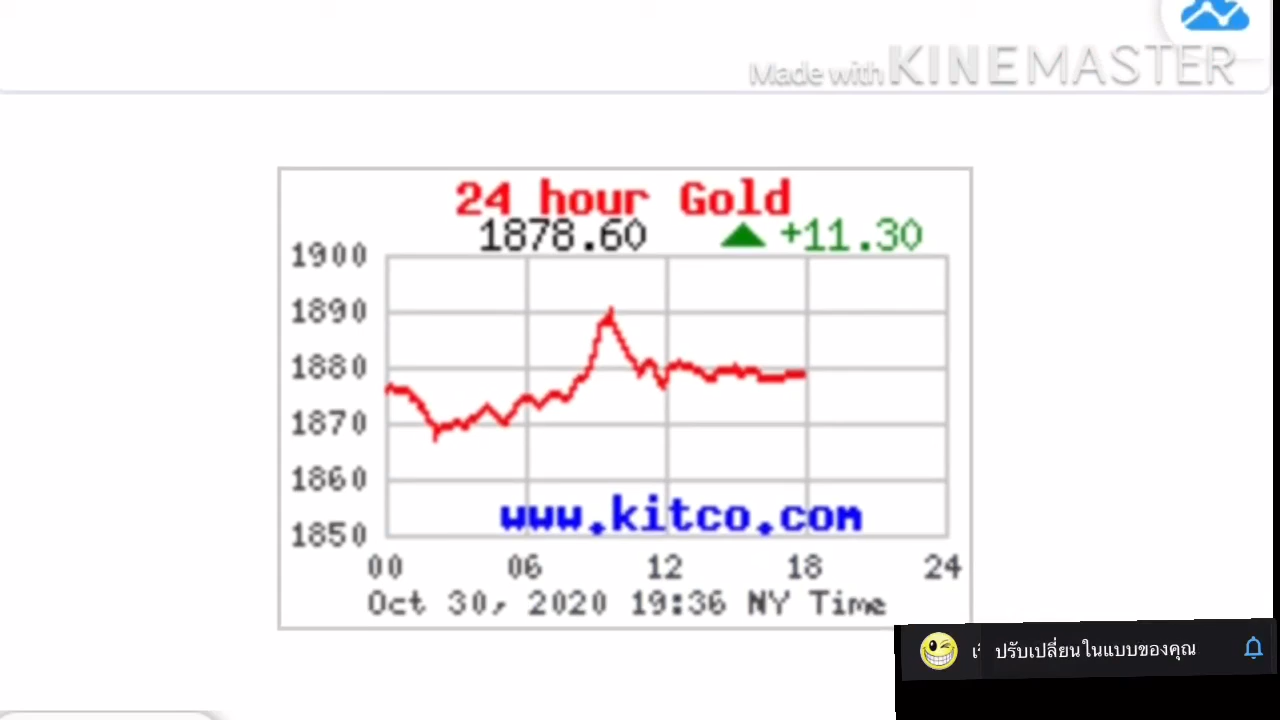 Made with KINEMASTER
24 hour Gold
1878.60 +11.30
1900
1890
1880
1870
1860
1850
www.kitco.com
00 06 12 18 24
Oct 30, 2020 19:36 NY Time
ปรับเปลี่ยนในแบบของคุณ